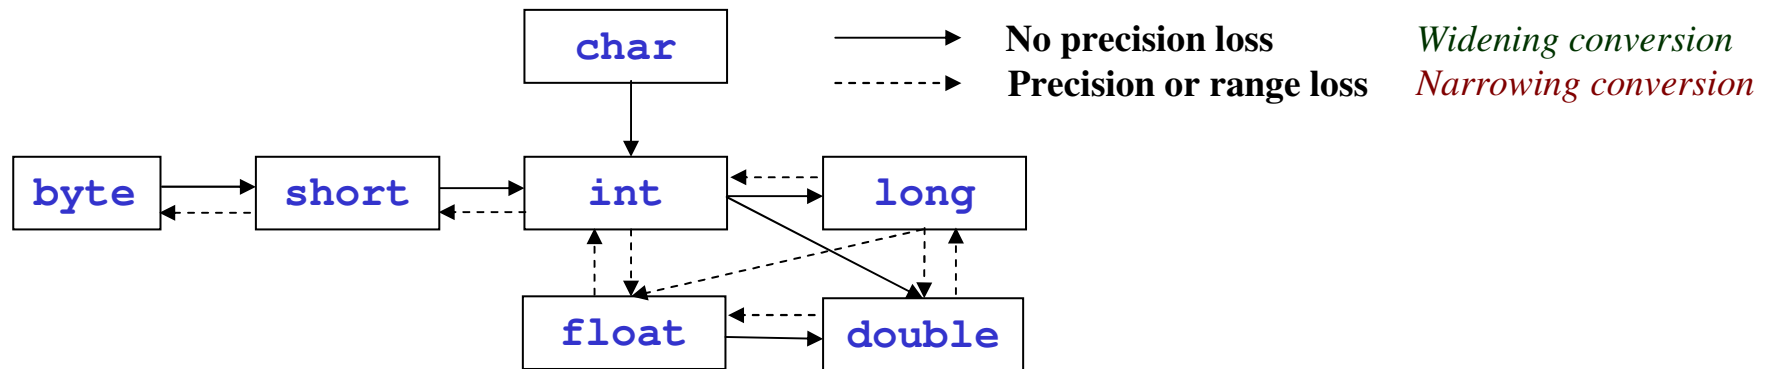 char
No precision loss Widening conversion
Precision or range loss Narrowing conversion
byte short int long
float double